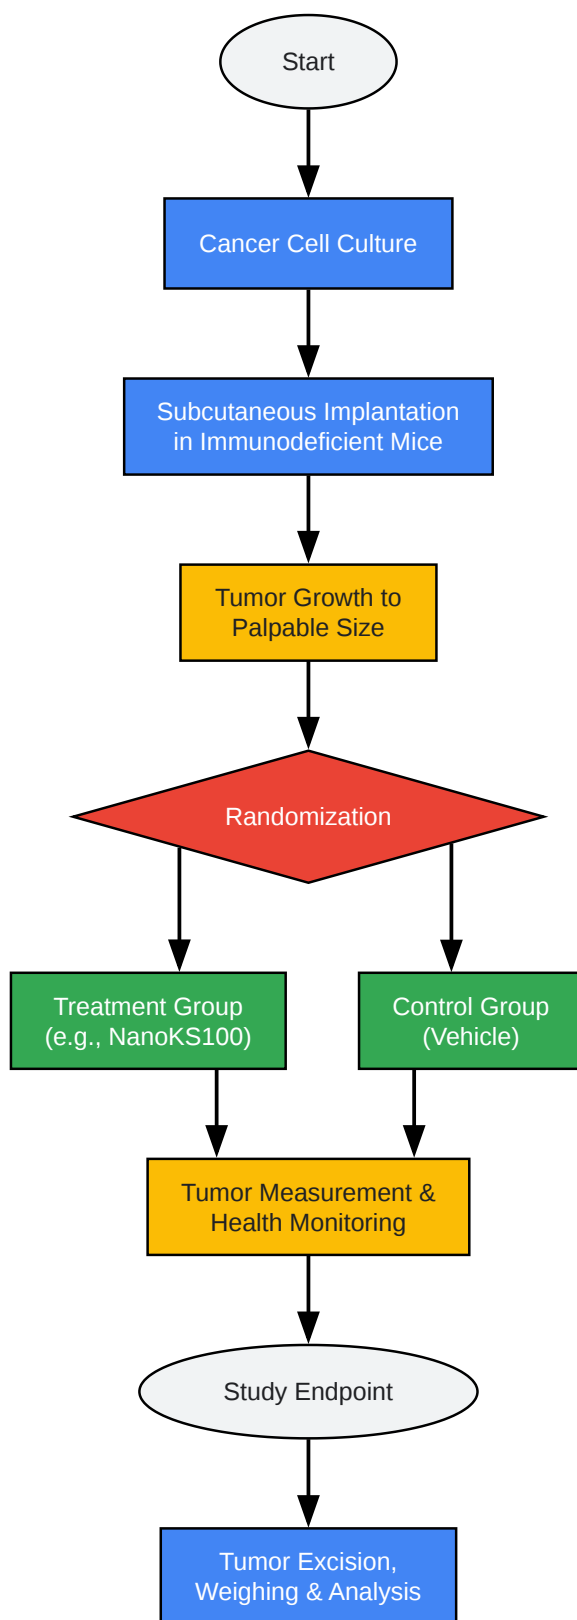 Start
Cancer Cell Culture
Subcutaneous Implantation
in Immunodeficient Mice
Tumor Growth to
Palpable Size
Randomization
Treatment Group
(e.g., NanoKS100)
Control Group
(Vehicle)
Tumor Measurement &
Health Monitoring
Study Endpoint
Tumor Excision,
Weighing & Analysis